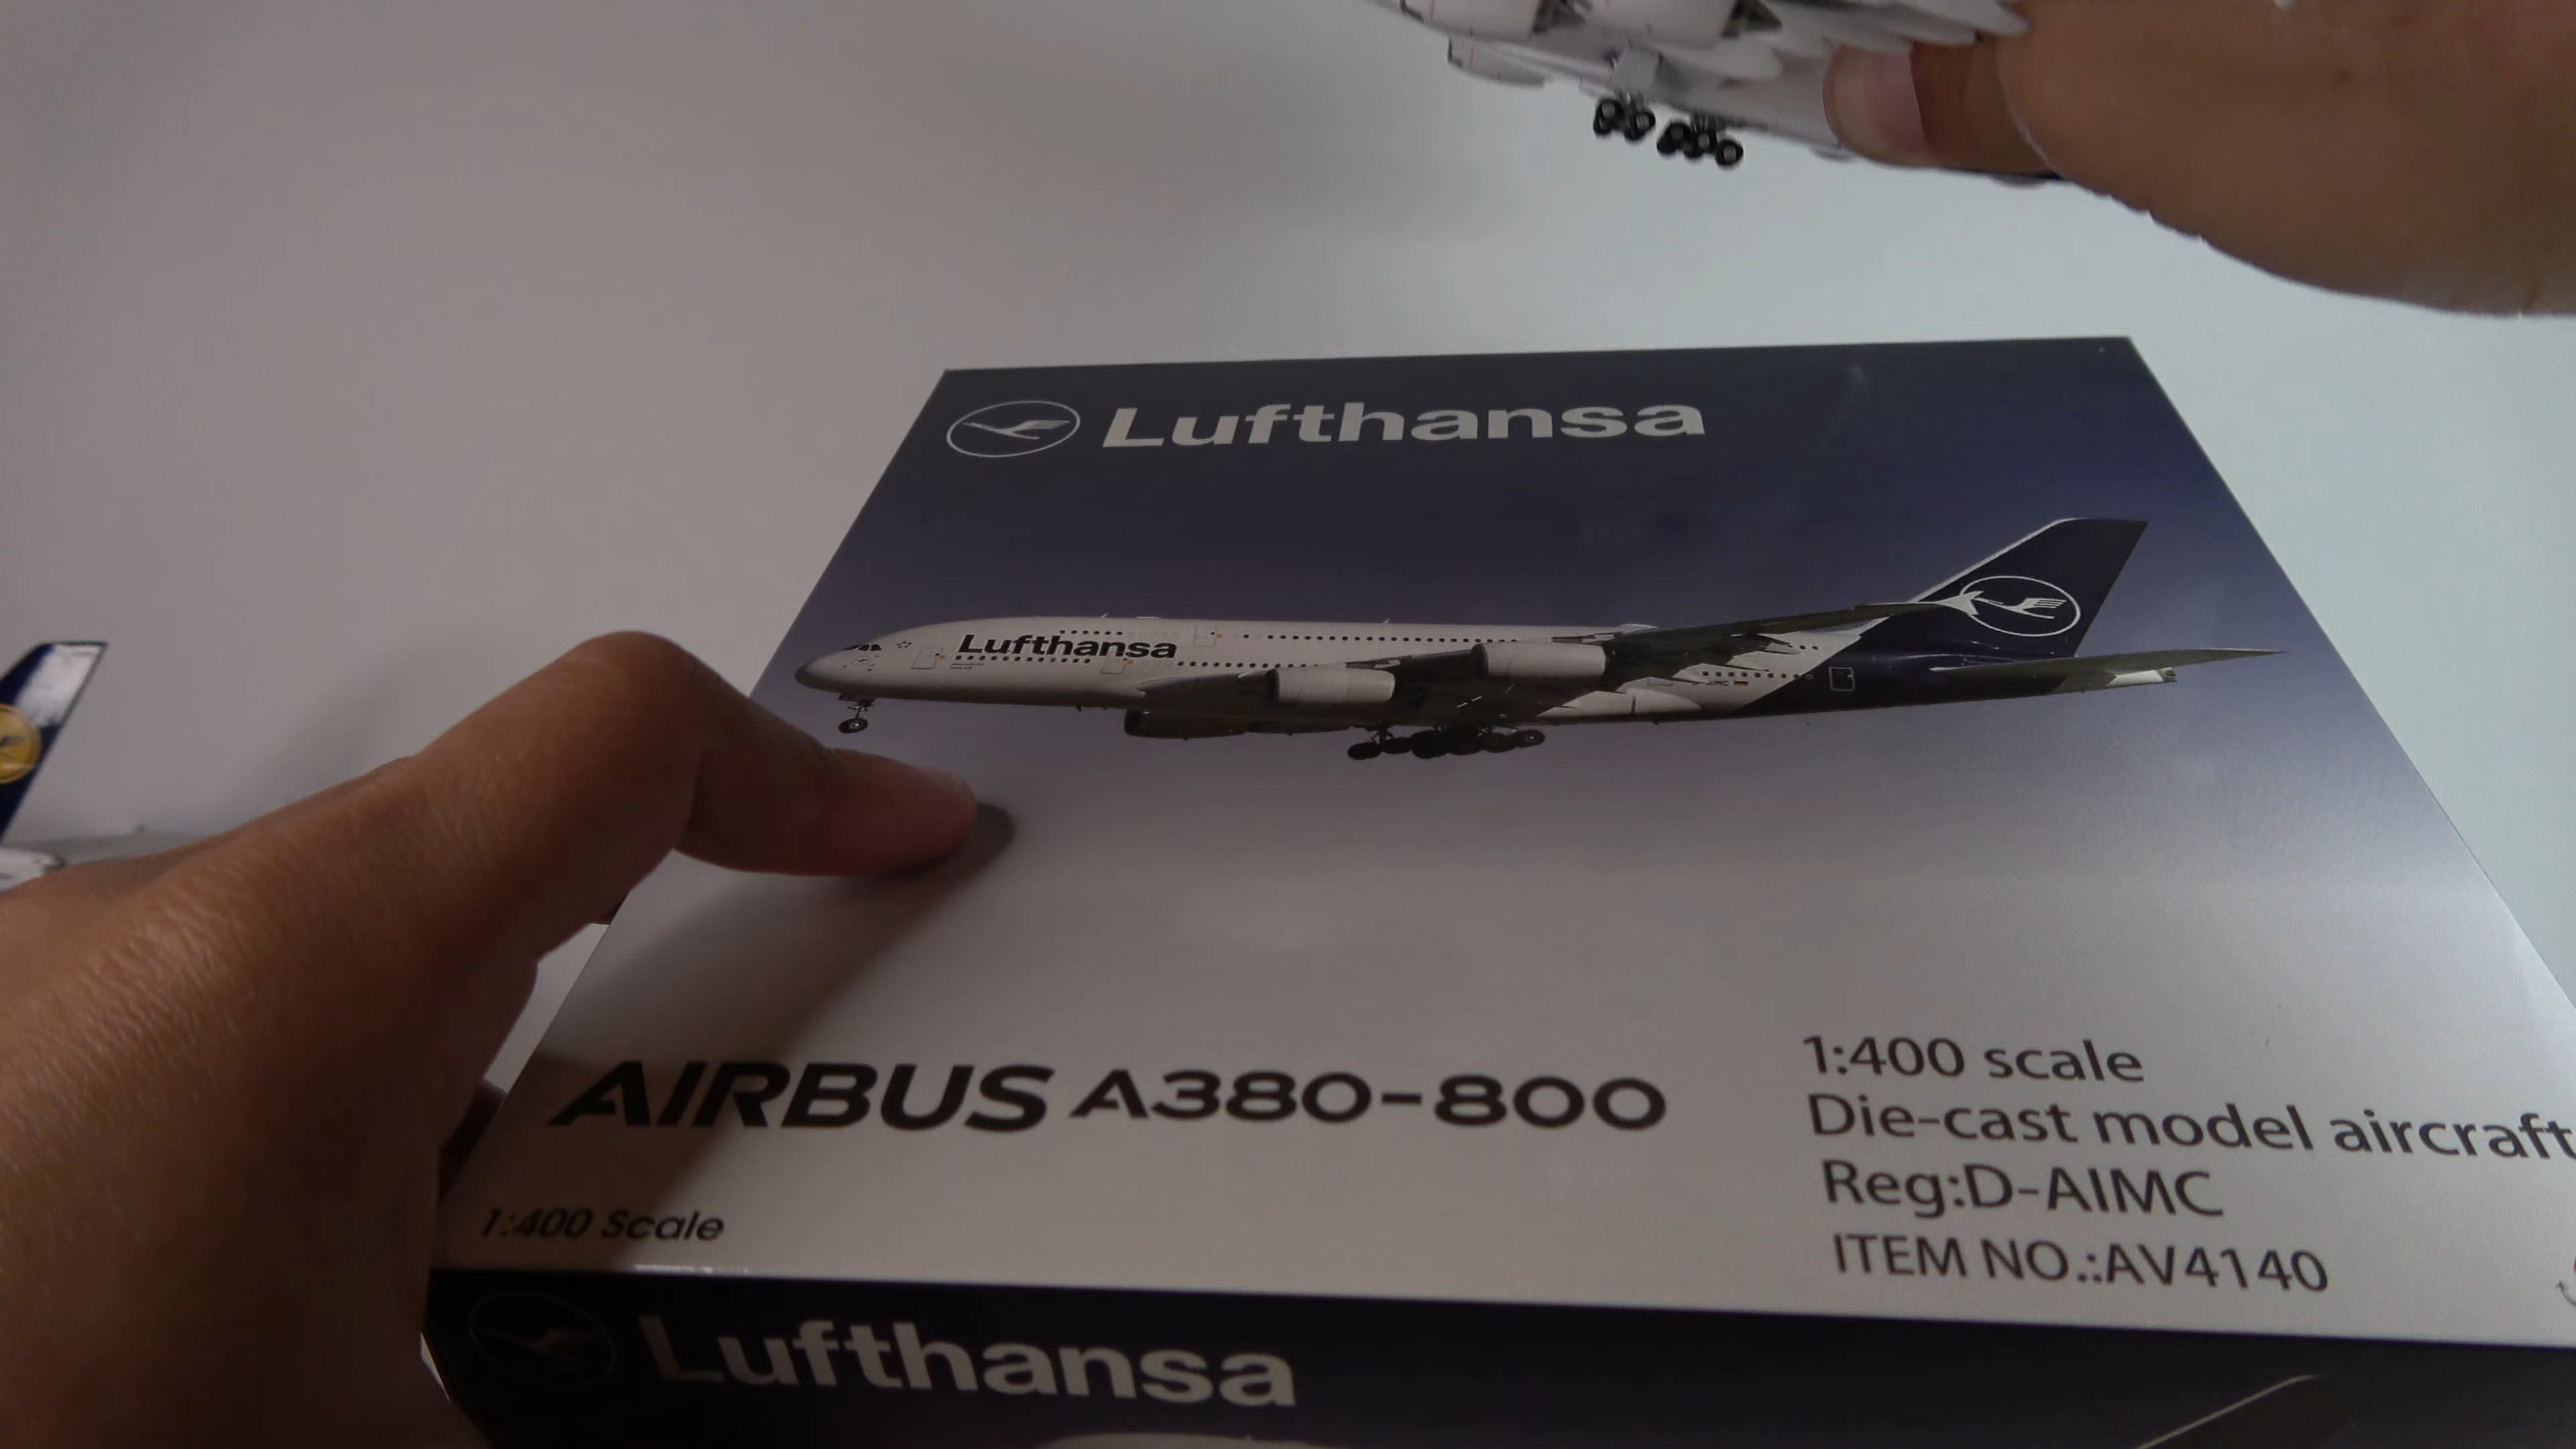 Lufthansa
Lufthansa
AIRBUS A380-800
1:400 scale
Die-cast model aircraft
Reg:D-AIMC
ITEM NO.:AV4140
1:400 Scale
Lufthansa